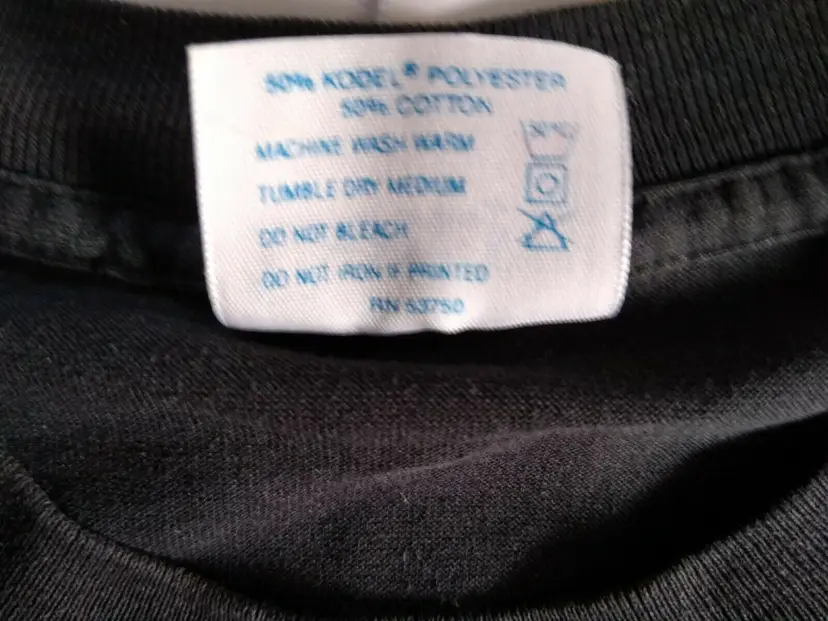 50% KODEL® POLYESTER
50% COTTON
MACHINE WASH WARM
TUMBLE DRY MEDIUM
DO NOT BLEACH
DO NOT IRON IF PRINTED
RN 53750